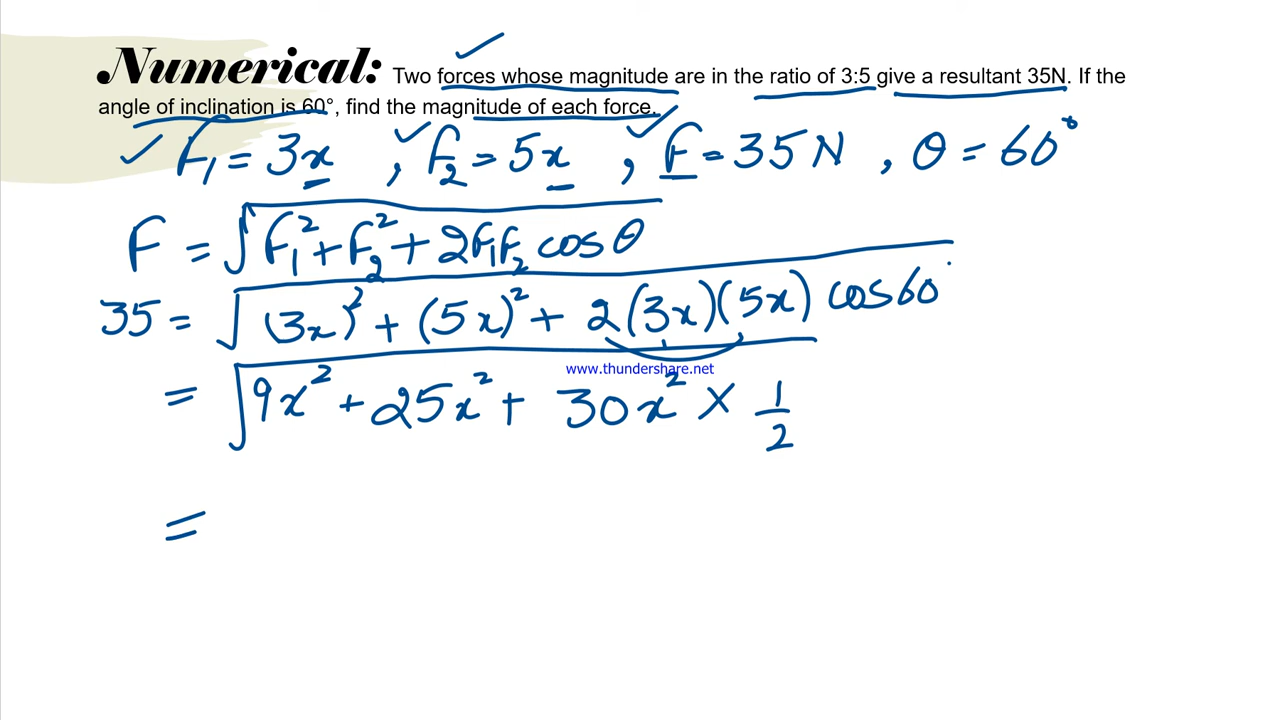 Numerical: Two forces whose magnitude are in the ratio of 3:5 give a resultant 35N. If the
angle of inclination is 60°, find the magnitude of each force.
F₁ = 3x , F₂ = 5x , F = 35N , θ = 60°
F = √F₁² + F₂² + 2F₁F₂ cosθ
35 = √(3x)² + (5x)² + 2(3x)(5x) cos60°
www.thundershare.net
= √9x² + 25x² + 30x² × 1/2
=